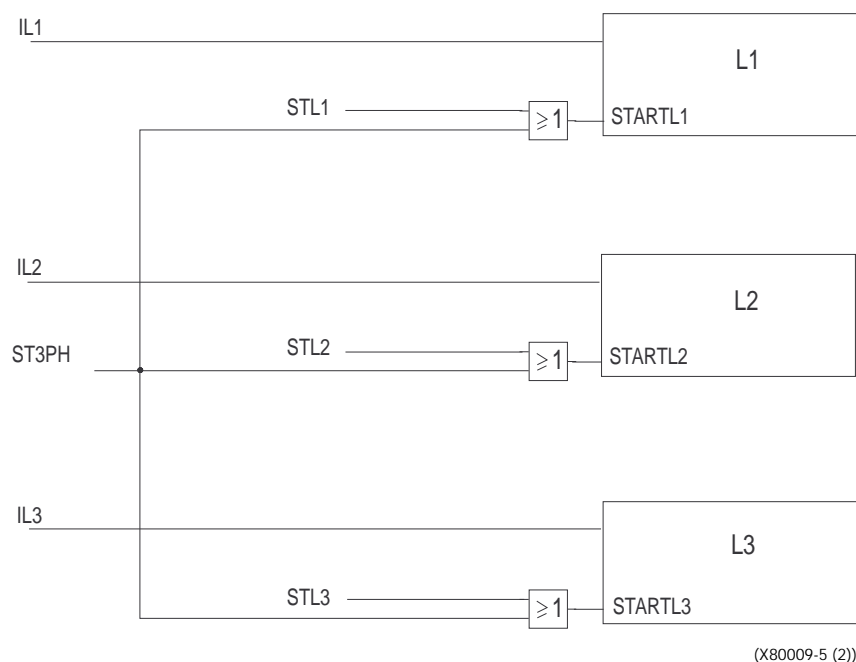 IL1
L1
STL1
≥1
STARTL1
IL2
L2
ST3PH
STL2
≥1
STARTL2
IL3
L3
STL3
≥1
STARTL3
(X80009-5 (2))